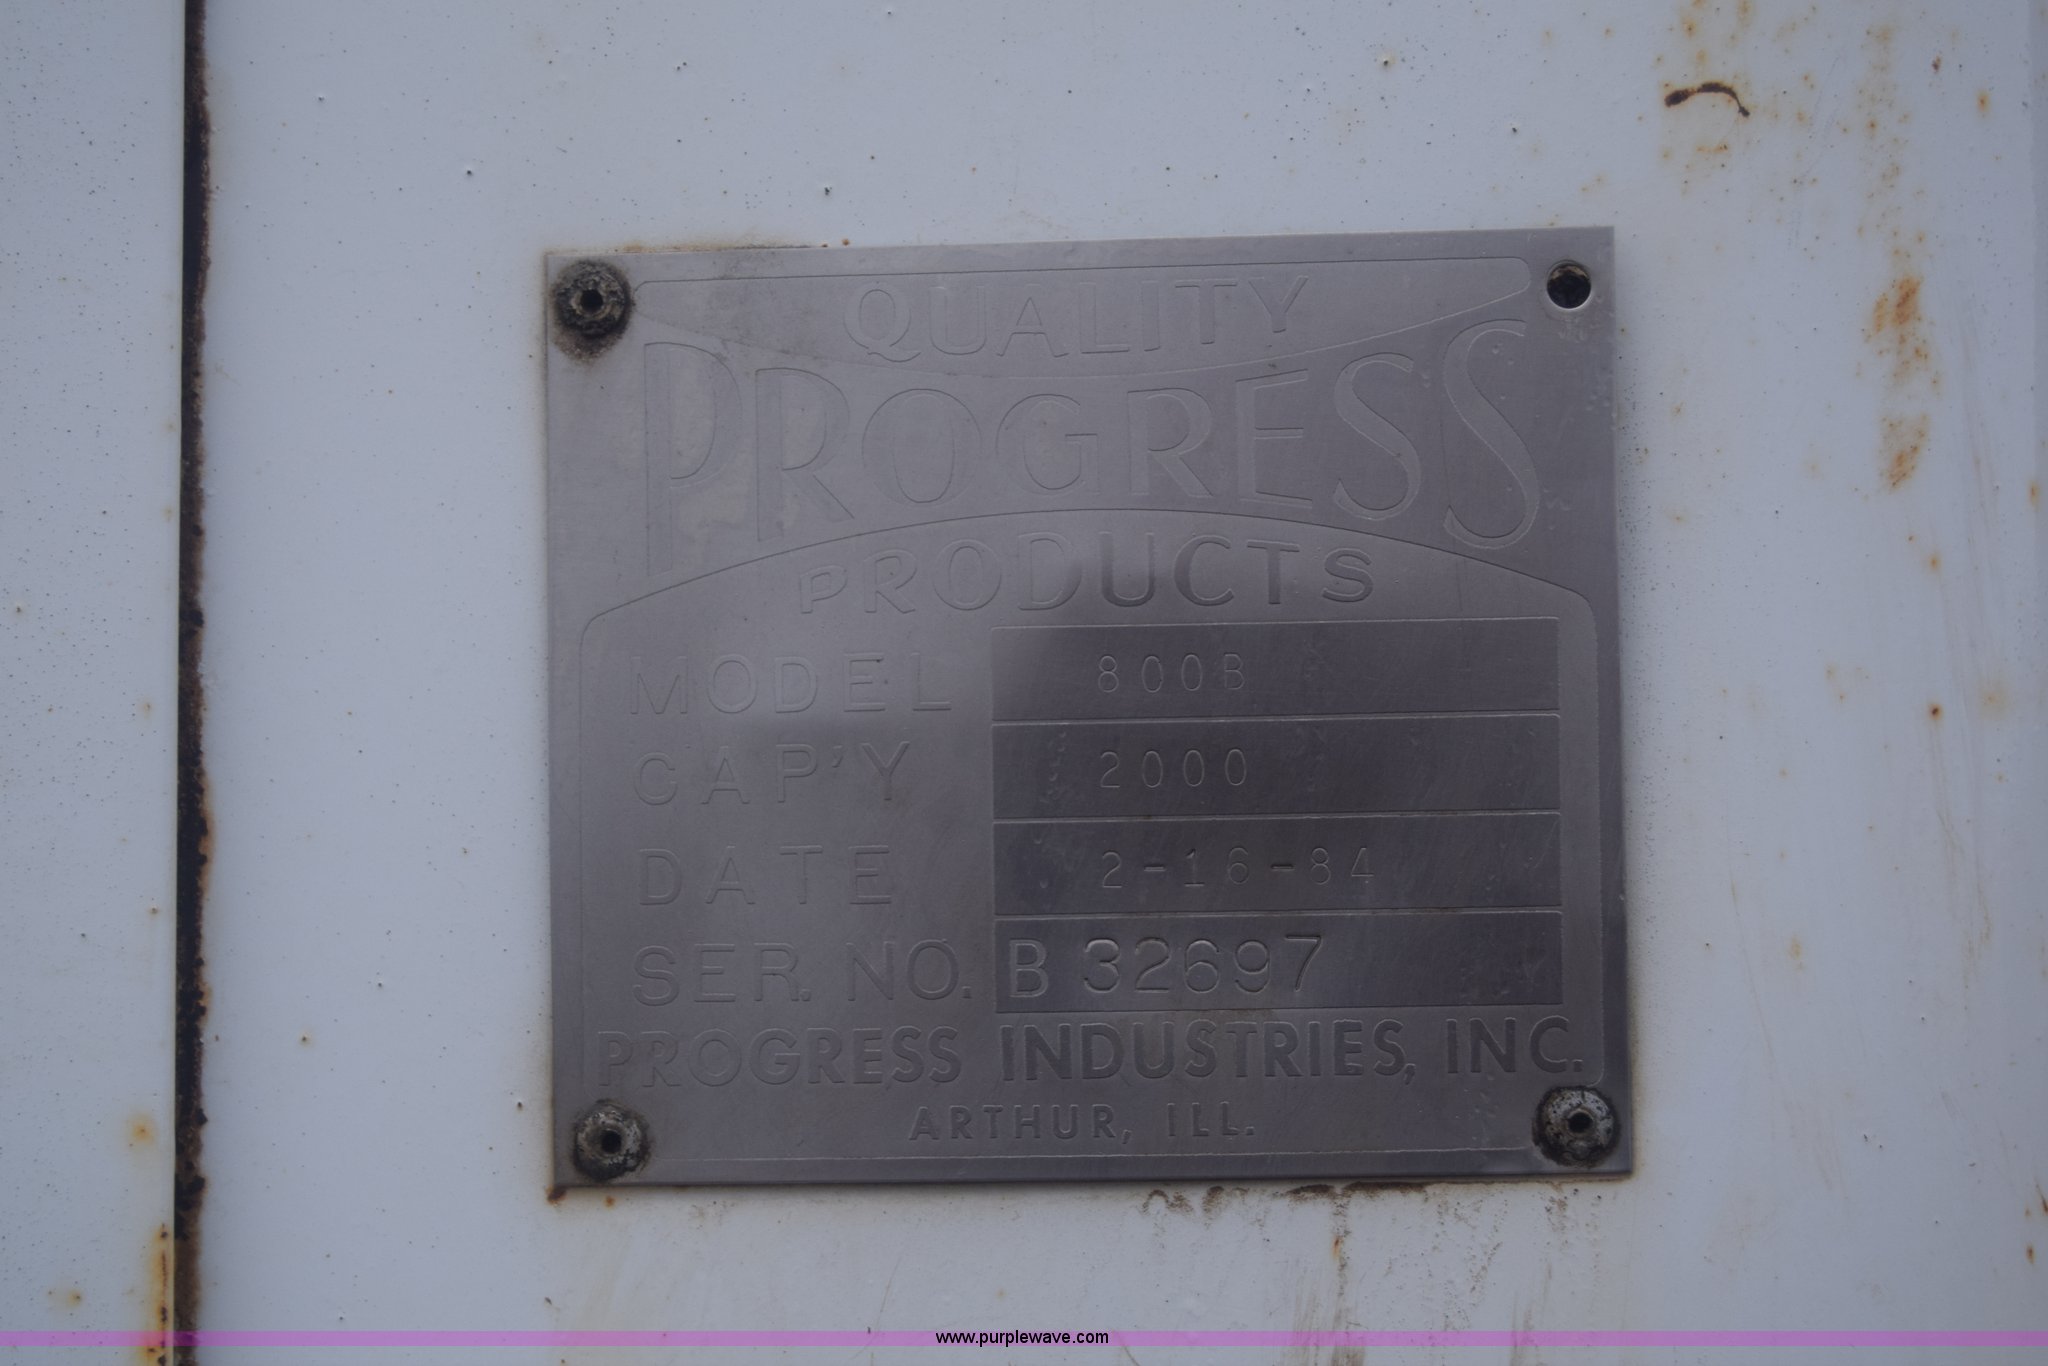 QUALITY
PROGRESS
PRODUCTS
MODEL 800B
CAP'Y 2000
DATE 2-16-84
SER. NO. B 32697
PROGRESS INDUSTRIES, INC.
ARTHUR, ILL.
www.purplewave.com